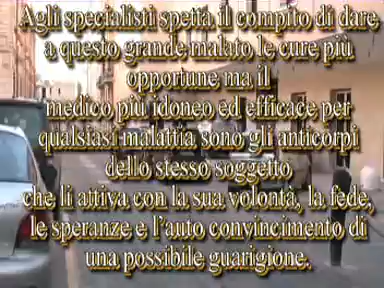 Agli specialisti spetta il compito di dare
a questo grande malato le cure più
opportune ma il
medico più idoneo ed efficace per
qualsiasi malattia sono gli anticorpi
dello stesso soggetto
che li attiva con la sua volontà, la fede,
le speranze e l'auto convincimento di
una possibile guarigione.